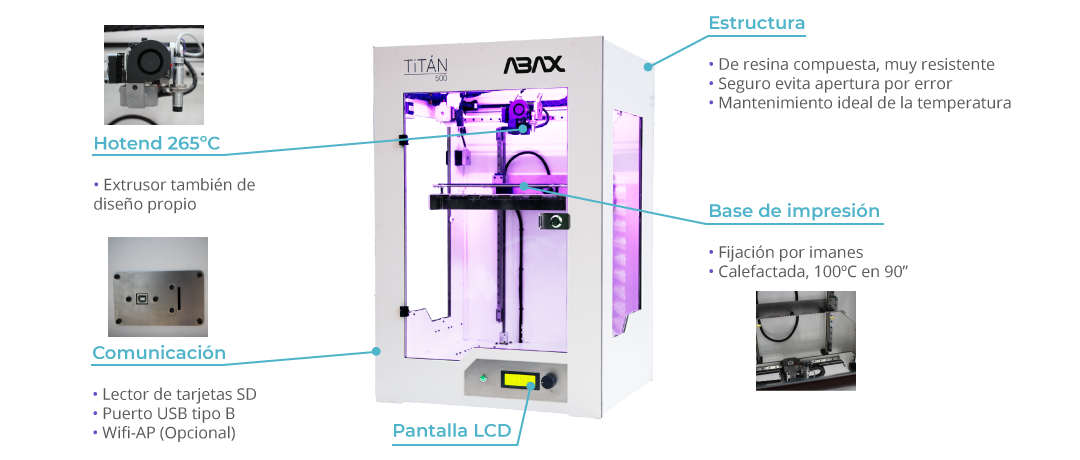 Hotend 265ºC
• Extrusor también de
diseño propio
Comunicación
• Lector de tarjetas SD
• Puerto USB tipo B
• Wifi-AP (Opcional)
TiTÁN
500
ABAX
Pantalla LCD
Estructura
• De resina compuesta, muy resistente
• Seguro evita apertura por error
• Mantenimiento ideal de la temperatura
Base de impresión
• Fijación por imanes
• Calefactada, 100ºC en 90”